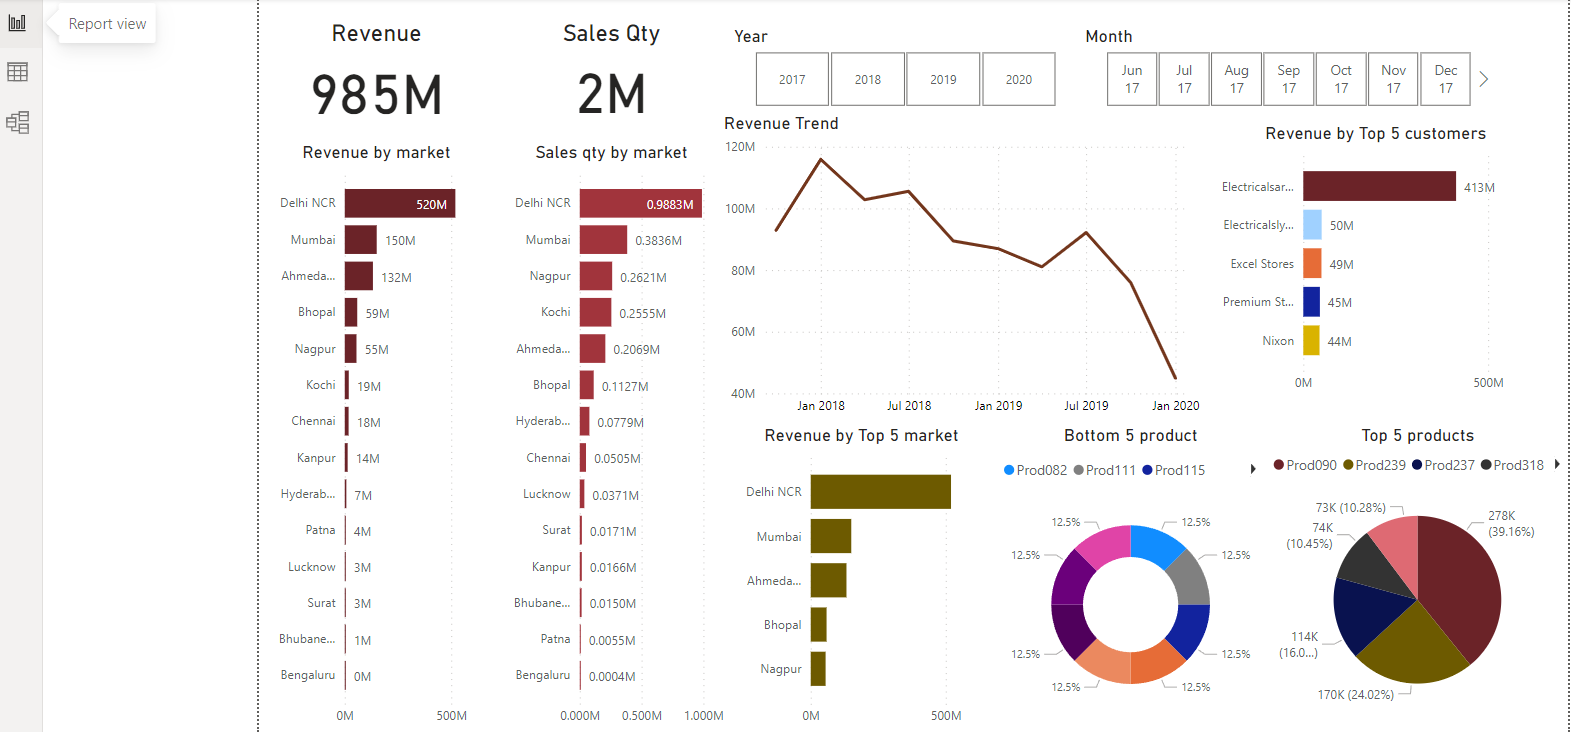 Report view
Revenue
985M
Sales Qty
2M
Year
2017 2018 2019 2020
Month
Jun 17 Jul 17 Aug 17 Sep 17 Oct 17 Nov 17 Dec 17
Revenue by market
Delhi NCR 520M
Mumbai 150M
Ahmeda... 132M
Bhopal 59M
Nagpur 55M
Kochi 19M
Chennai 18M
Kanpur 14M
Hyderab... 7M
Patna 4M
Lucknow 3M
Surat 3M
Bhubane... 1M
Bengaluru 0M
0M 500M
Sales qty by market
Delhi NCR 0.9883M
Mumbai 0.3836M
Nagpur 0.2621M
Kochi 0.2555M
Ahmeda... 0.2069M
Bhopal 0.1127M
Hyderab... 0.0779M
Chennai 0.0505M
Lucknow 0.0371M
Surat 0.0171M
Kanpur 0.0166M
Bhubane... 0.0150M
Patna 0.0055M
Bengaluru 0.0004M
0.000M 0.500M 1.000M
Revenue Trend
120M
100M
80M
60M
40M
Jan 2018 Jul 2018 Jan 2019 Jul 2019 Jan 2020
Revenue by Top 5 customers
Electricalsar... 413M
Electricalsly... 50M
Excel Stores 49M
Premium St... 45M
Nixon 44M
0M 500M
Revenue by Top 5 market
Delhi NCR
Mumbai
Ahmeda...
Bhopal
Nagpur
0M 500M
Bottom 5 product
Prod082 Prod111 Prod115
12.5% 12.5%
12.5% 12.5%
12.5% 12.5%
12.5% 12.5%
Top 5 products
Prod090 Prod239 Prod237 Prod318
73K (10.28%)
278K
(39.16%)
74K
(10.45%)
114K
(16.0...)
170K (24.02%)